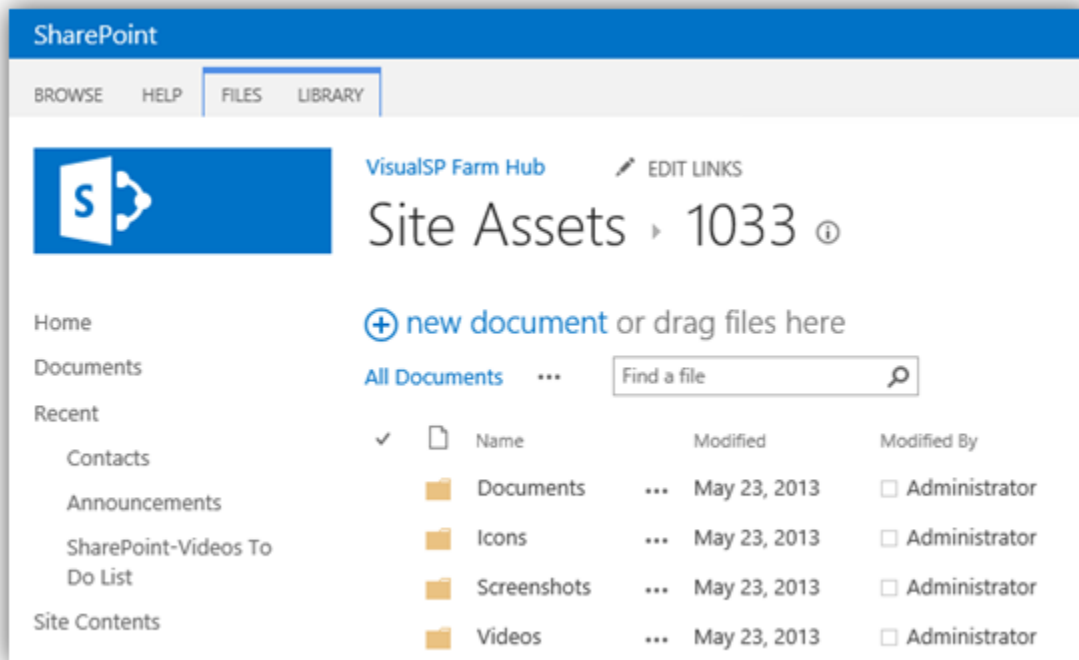 SharePoint
BROWSE HELP FILES LIBRARY
S
VisualSP Farm Hub EDIT LINKS
Site Assets ▸ 1033
Home
Documents
Recent
Contacts
Announcements
SharePoint-Videos To
Do List
Site Contents
new document or drag files here
All Documents ••• Find a file
Name Modified Modified By
Documents ••• May 23, 2013 Administrator
Icons ••• May 23, 2013 Administrator
Screenshots ••• May 23, 2013 Administrator
Videos ••• May 23, 2013 Administrator